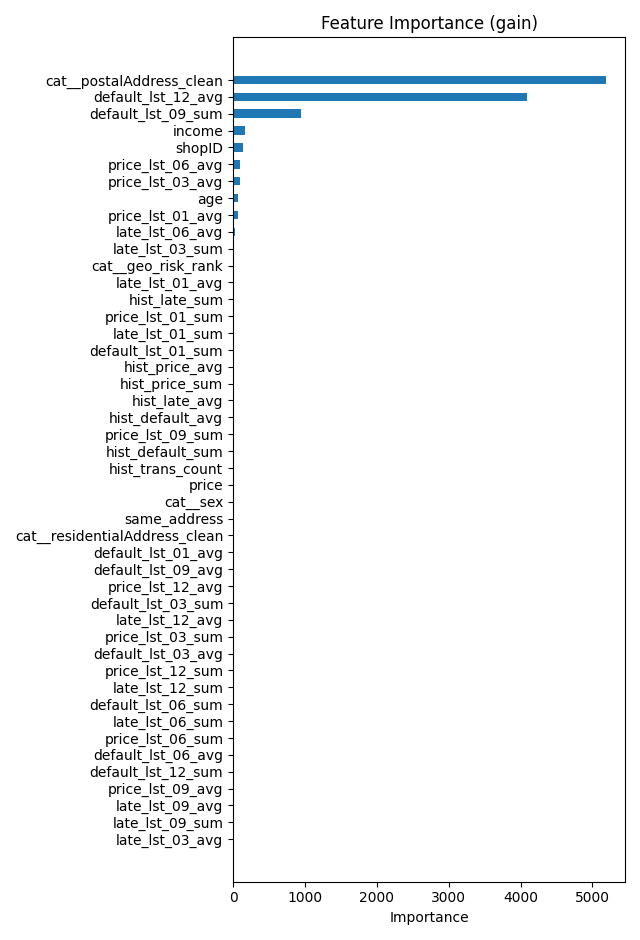 Feature Importance (gain)
cat__postalAddress_clean
default_lst_12_avg
default_lst_09_sum
income
shopID
price_lst_06_avg
price_lst_03_avg
age
price_lst_01_avg
late_lst_06_avg
late_lst_03_sum
cat__geo_risk_rank
late_lst_01_avg
hist_late_sum
price_lst_01_sum
late_lst_01_sum
default_lst_01_sum
hist_price_avg
hist_price_sum
hist_late_avg
hist_default_avg
price_lst_09_sum
hist_default_sum
hist_trans_count
price
cat__sex
same_address
cat__residentialAddress_clean
default_lst_01_avg
default_lst_09_avg
price_lst_12_avg
default_lst_03_sum
late_lst_12_avg
price_lst_03_sum
default_lst_03_avg
price_lst_12_sum
late_lst_12_sum
default_lst_06_sum
late_lst_06_sum
price_lst_06_sum
default_lst_06_avg
default_lst_12_sum
price_lst_09_avg
late_lst_09_avg
late_lst_09_sum
late_lst_03_avg
0 1000 2000 3000 4000 5000
Importance